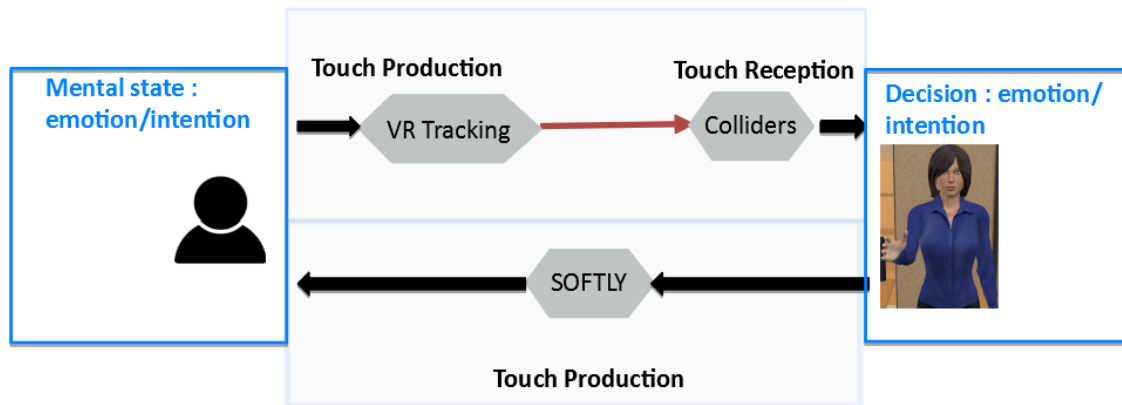 Mental state :
emotion/intention
Touch Production
VR Tracking
Touch Reception
Colliders
Decision : emotion/
intention
SOFTLY
Touch Production